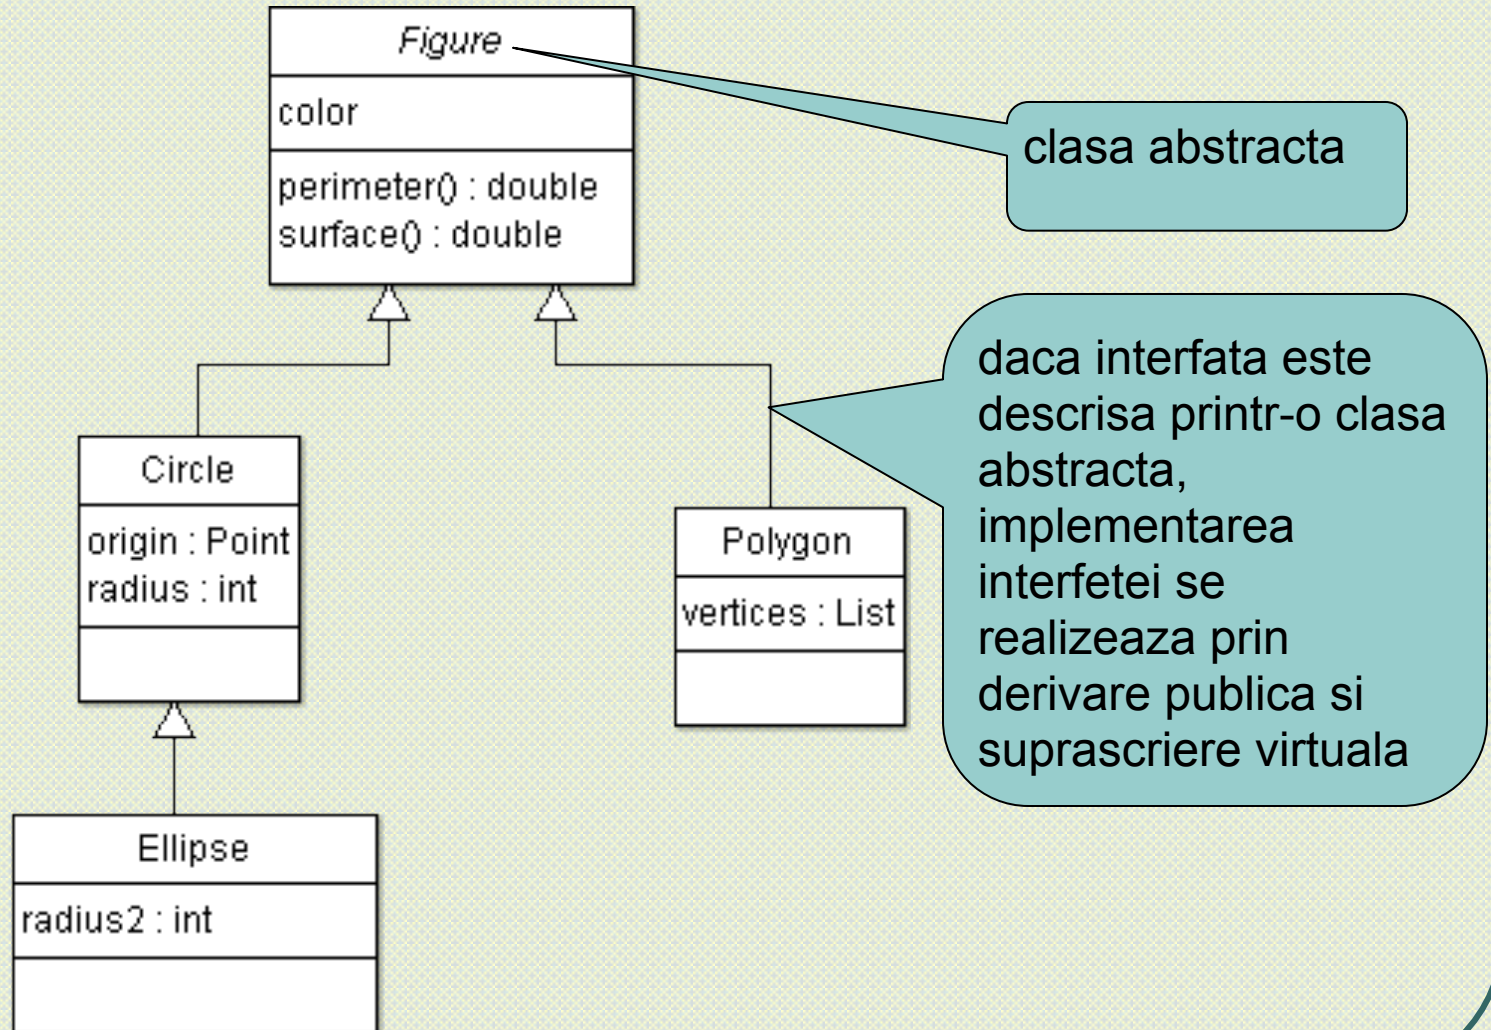 Figure
color
perimeter() : double
surface() : double
clasa abstracta
daca interfata este
descrisa printr-o clasa
abstracta,
implementarea
interfetei se
realizeaza prin
derivare publica si
suprascriere virtuala
Circle
origin : Point
radius : int
Polygon
vertices : List
Ellipse
radius2 : int